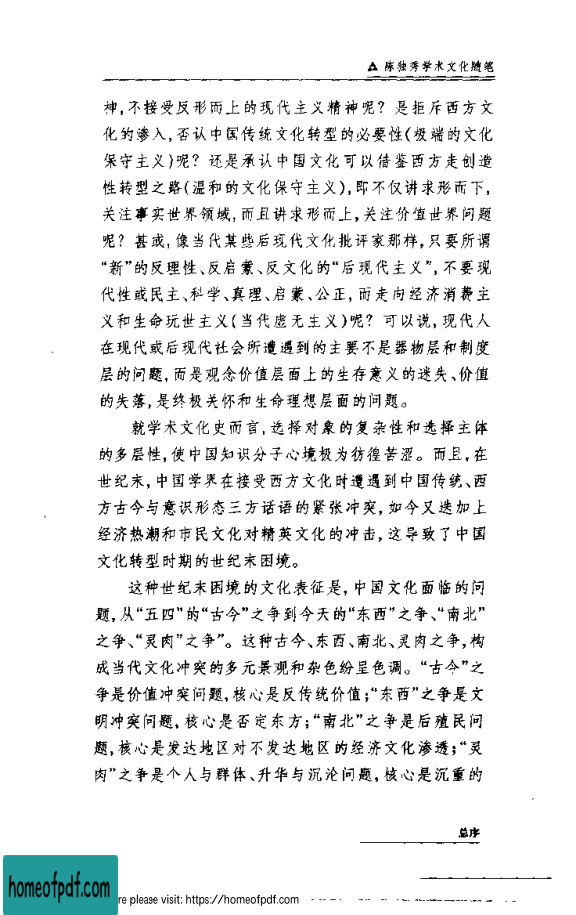 陈独秀学术文化随笔
神,不接受反形而上的现代主义精神呢? 是拒斥西方文
化的渗入,否认中国传统文化转型的必要性(极端的文化
保守主义)呢? 还是承认中国文化可以借鉴西方走创造
性转型之路(温和的文化保守主义),即不仅讲求形而下,
关注事实世界领域,而且讲求形而上,关注价值世界问题
呢? 甚或,像当代某些后现代文化批评家那样,只要所谓
“新”的反理性、反启蒙、反文化的“后现代主义”,不要现
代性或民主、科学、真理、启蒙、公正,而走向经济消费主
义和生命玩世主义(当代虚无主义)呢? 可以说,现代人
在现代或后现代社会所遭遇到的主要不是器物层和制度
层的问题,而是观念价值层面上的生存意义的迷失、价值
的失落,是终极关怀和生命理想层面的问题。
就学术文化史而言,选择对象的复杂性和选择主体
的多层性,使中国知识分子心境极为彷徨苦涩。而且,在
世纪末,中国学界在接受西方文化时遭遇到中国传统、西
方古今与意识形态三方话语的紧张冲突,如今又迭加上
经济热潮和市民文化对精英文化的冲击,这导致了中国
文化转型时期的世纪末困境。
这种世纪末困境的文化表征是,中国文化面临的问
题,从“五四”的“古今”之争到今天的“东西”之争、“南北”
之争、“灵肉”之争”。这种古今、东西、南北、灵肉之争,构
成当代文化冲突的多元景观和杂色纷呈色调。“古今”之
争是价值冲突问题,核心是反传统价值;“东西”之争是文
明冲突问题,核心是否定东方;“南北”之争是后殖民问
题,核心是发达地区对不发达地区的经济文化渗透;“灵
肉”之争是个人与群体、升华与沉沦问题,核心是沉重的
总序
homeofpdf.com
re please visit: https://homeofpdf.com